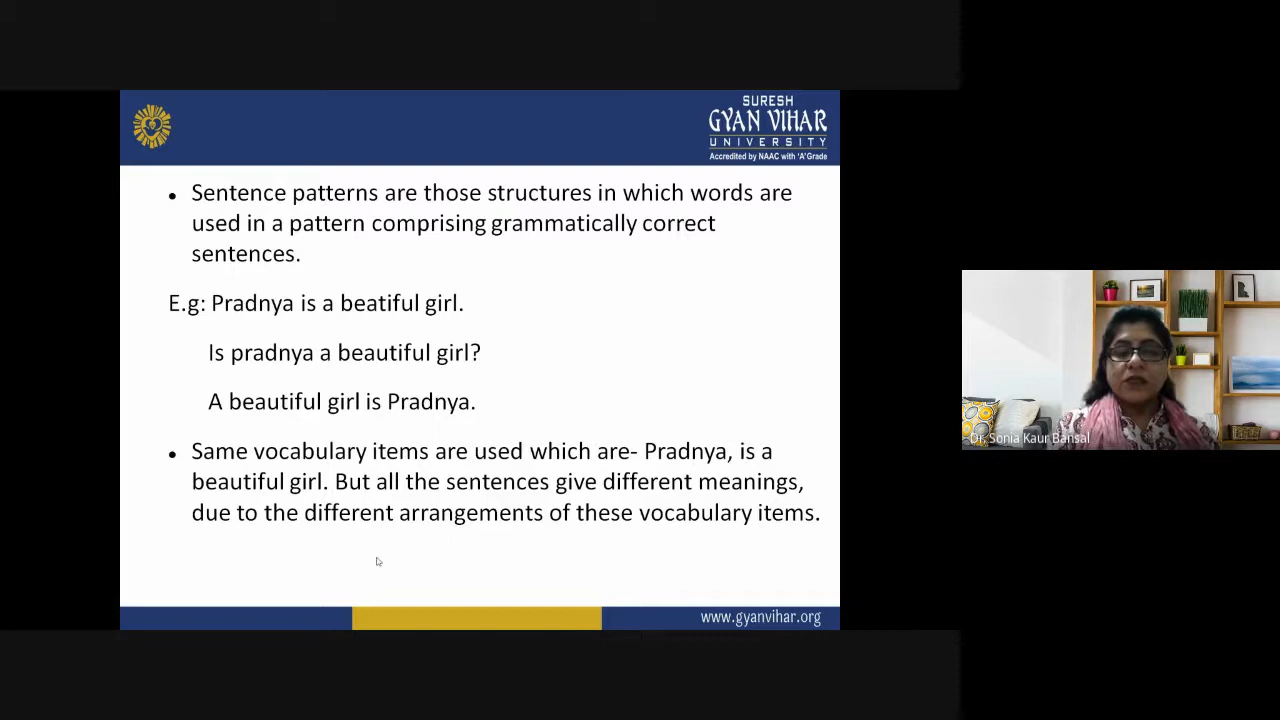 SURESH
GYAN VIHAR
UNIVERSITY
Accredited by NAAC with 'A'Grade
• Sentence patterns are those structures in which words are
used in a pattern comprising grammatically correct
sentences.
E.g: Pradnya is a beatiful girl.
Is pradnya a beautiful girl?
A beautiful girl is Pradnya.
• Same vocabulary items are used which are- Pradnya, is a
beautiful girl. But all the sentences give different meanings,
due to the different arrangements of these vocabulary items.
www.gyanvihar.org
Dr. Sonia Kaur Bansal